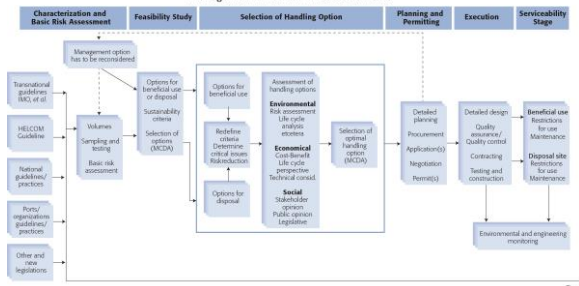 Characterization and
Basic Risk Assessment
Feasibility Study
Selection of Handling Option
Planning and
Permitting
Execution
Serviceability
Stage
Management option
has to be reconsidered
Transnational
guidelines
IMO, et al
HELCOM
Guideline
National
guidelines/
practices
Ports/
organizations
guidelines/
practices
Other and
new
legislations
Volumes
Sampling and
testing
Basic risk
assessment
Options for
beneficial use
or disposal
Sustainability
criteria
Selection of
options
(MCDA)
Options for
beneficial use
Redefine
criteria
Determine
critical issues
Riskreduction
Options for
disposal
Assessment of
handling options
Environmental
Risk assessment
Life cycle
analysis
etcetera
Economical
Cost-Benefit
Life cycle
perspective
Technical consid.
Social
Stakeholder
opinion
Public opinion
Legislative
Selection of
optimal
handling
option
(MCDA)
Detailed
planning
Procurement
Application(s)
Negotiation
Permit(s)
Detailed design
Quality
assurance/
Quality control
Contracting
Testing and
construction
Beneficial use
Restrictions
for use
Maintenance
Disposal site
Restrictions
for use
Maintenance
Environmental and engineering
monitoring